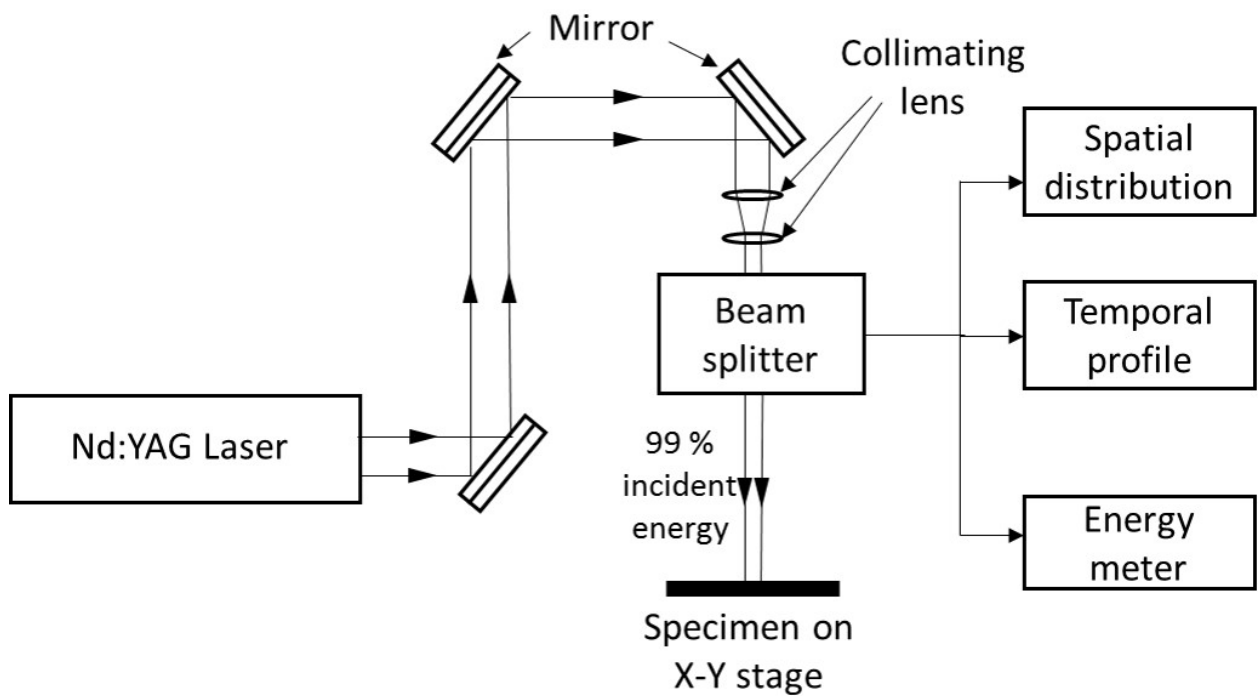 Mirror
Collimating
lens
Spatial
distribution
Beam
splitter
Temporal
profile
Nd:YAG Laser
99 %
incident
energy
Energy
meter
Specimen on
X-Y stage